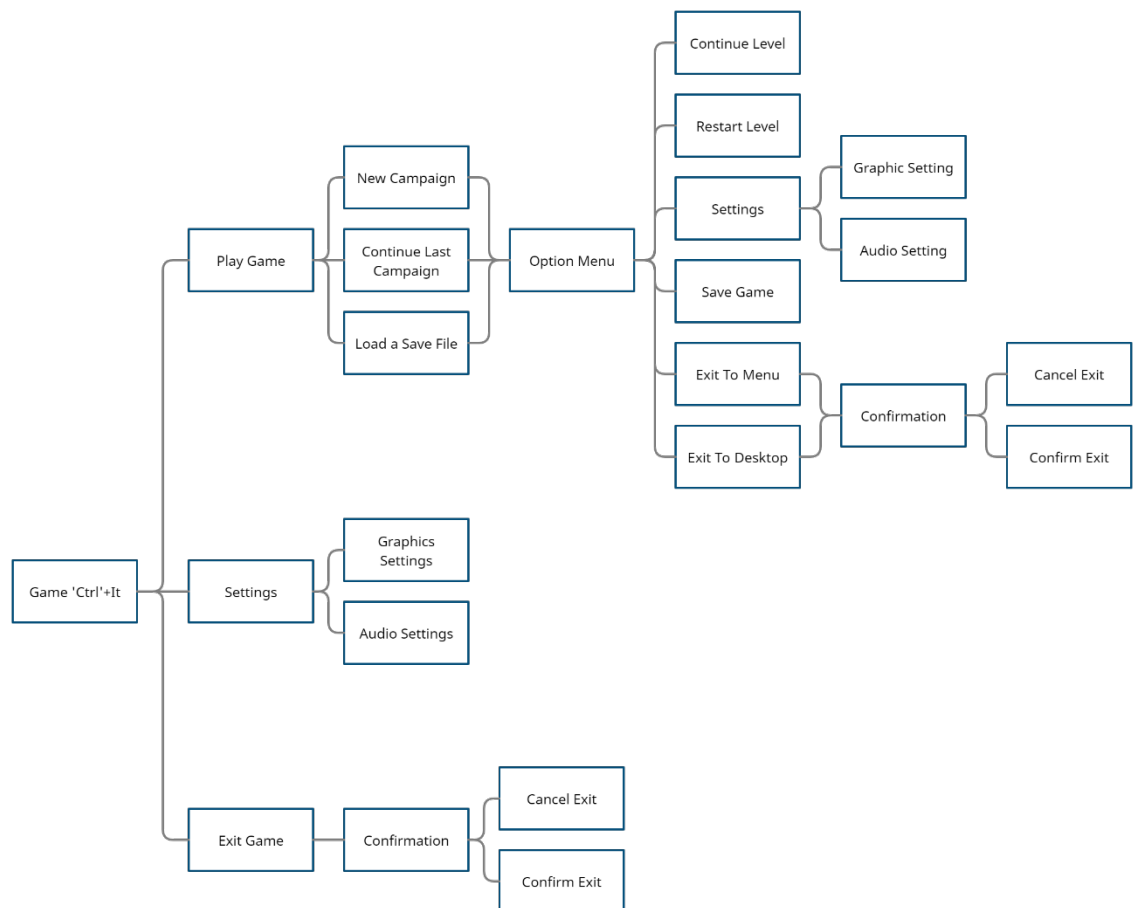 Continue Level
Restart Level
New Campaign
Graphic Setting
Settings
Play Game
Continue Last
Campaign
Option Menu
Audio Setting
Save Game
Load a Save File
Exit To Menu
Cancel Exit
Confirmation
Exit To Desktop
Confirm Exit
Graphics
Settings
Game 'Ctrl'+It
Settings
Audio Settings
Cancel Exit
Exit Game
Confirmation
Confirm Exit